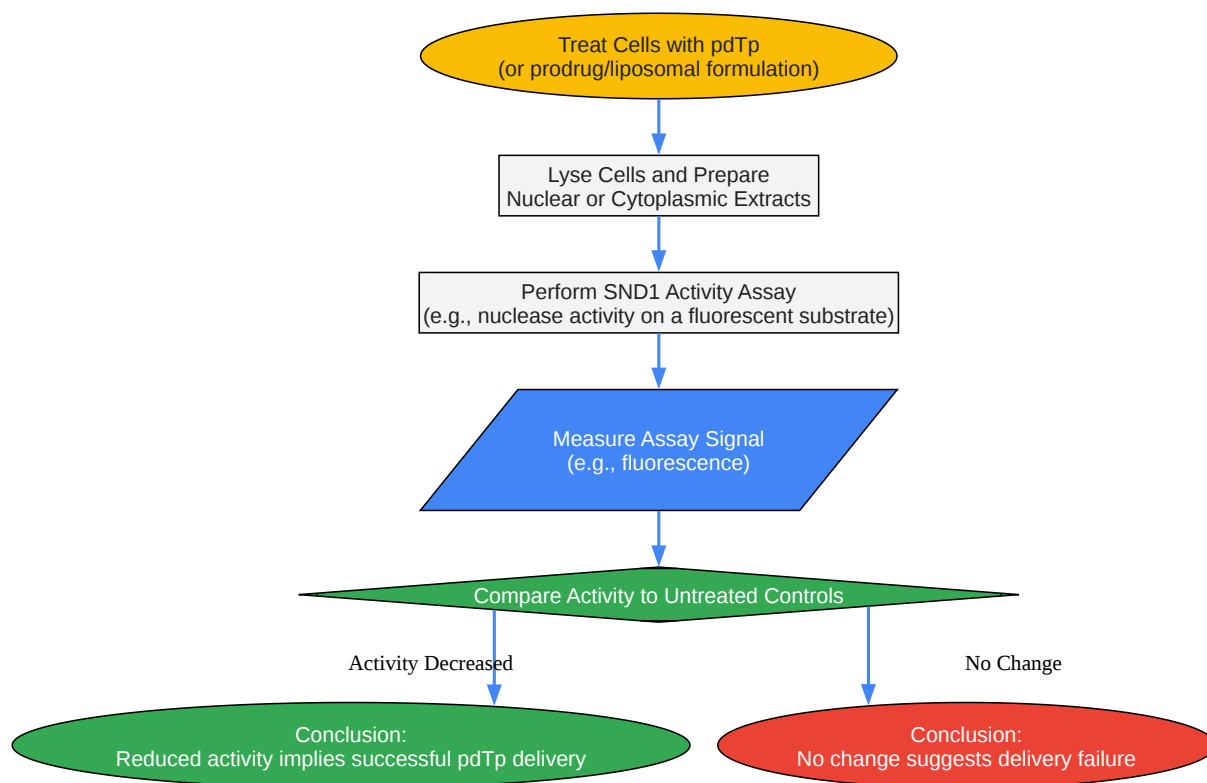 Treat Cells with pdTp
(or prodrug/liposomal formulation)
Lyse Cells and Prepare
Nuclear or Cytoplasmic Extracts
Perform SND1 Activity Assay
(e.g., nuclease activity on a fluorescent substrate)
Measure Assay Signal
(e.g., fluorescence)
Compare Activity to Untreated Controls
Activity Decreased
No Change
Conclusion:
Reduced activity implies successful pdTp delivery
Conclusion:
No change suggests delivery failure